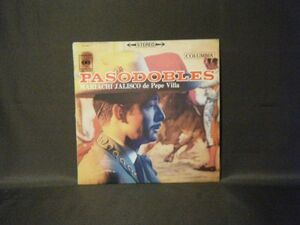 STEREO
COLUMBIA
PASODOBLES
MARIACHI JALISCO de Pepe Villa